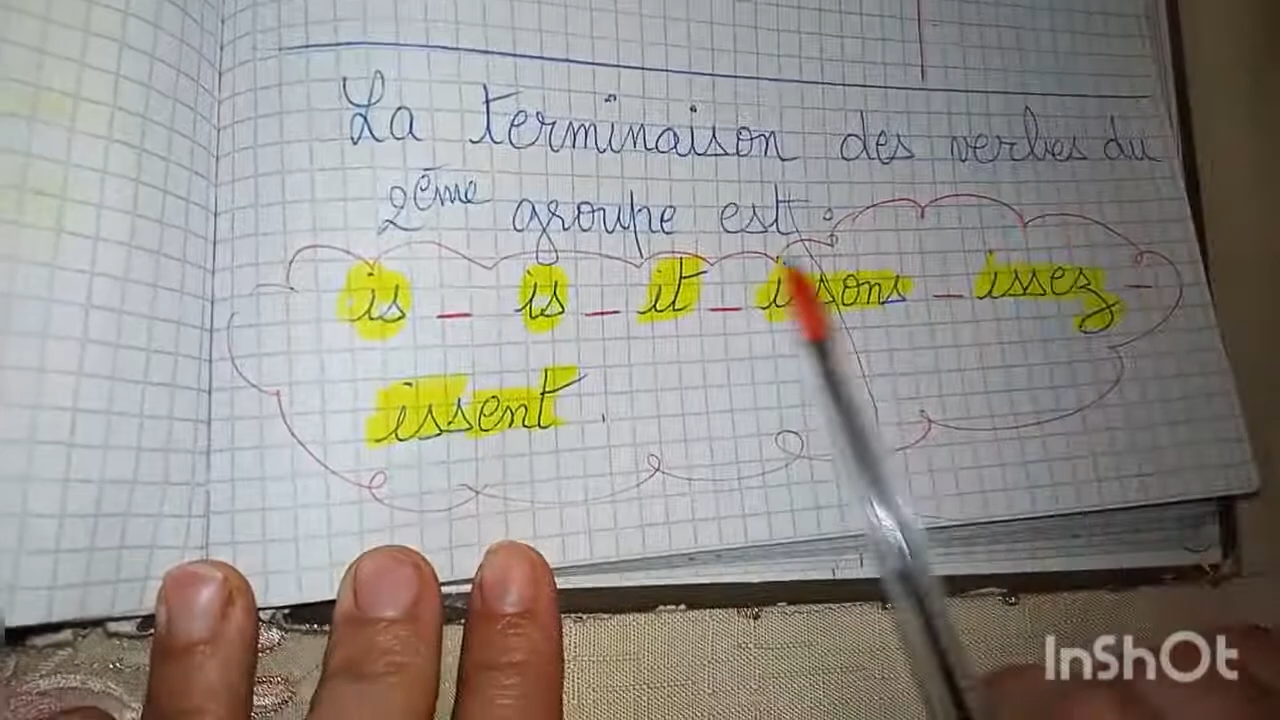 La terminaison des verbes du
2ème groupe est :
is _ is _ it _ issons _ issez _
issent .
InShOt